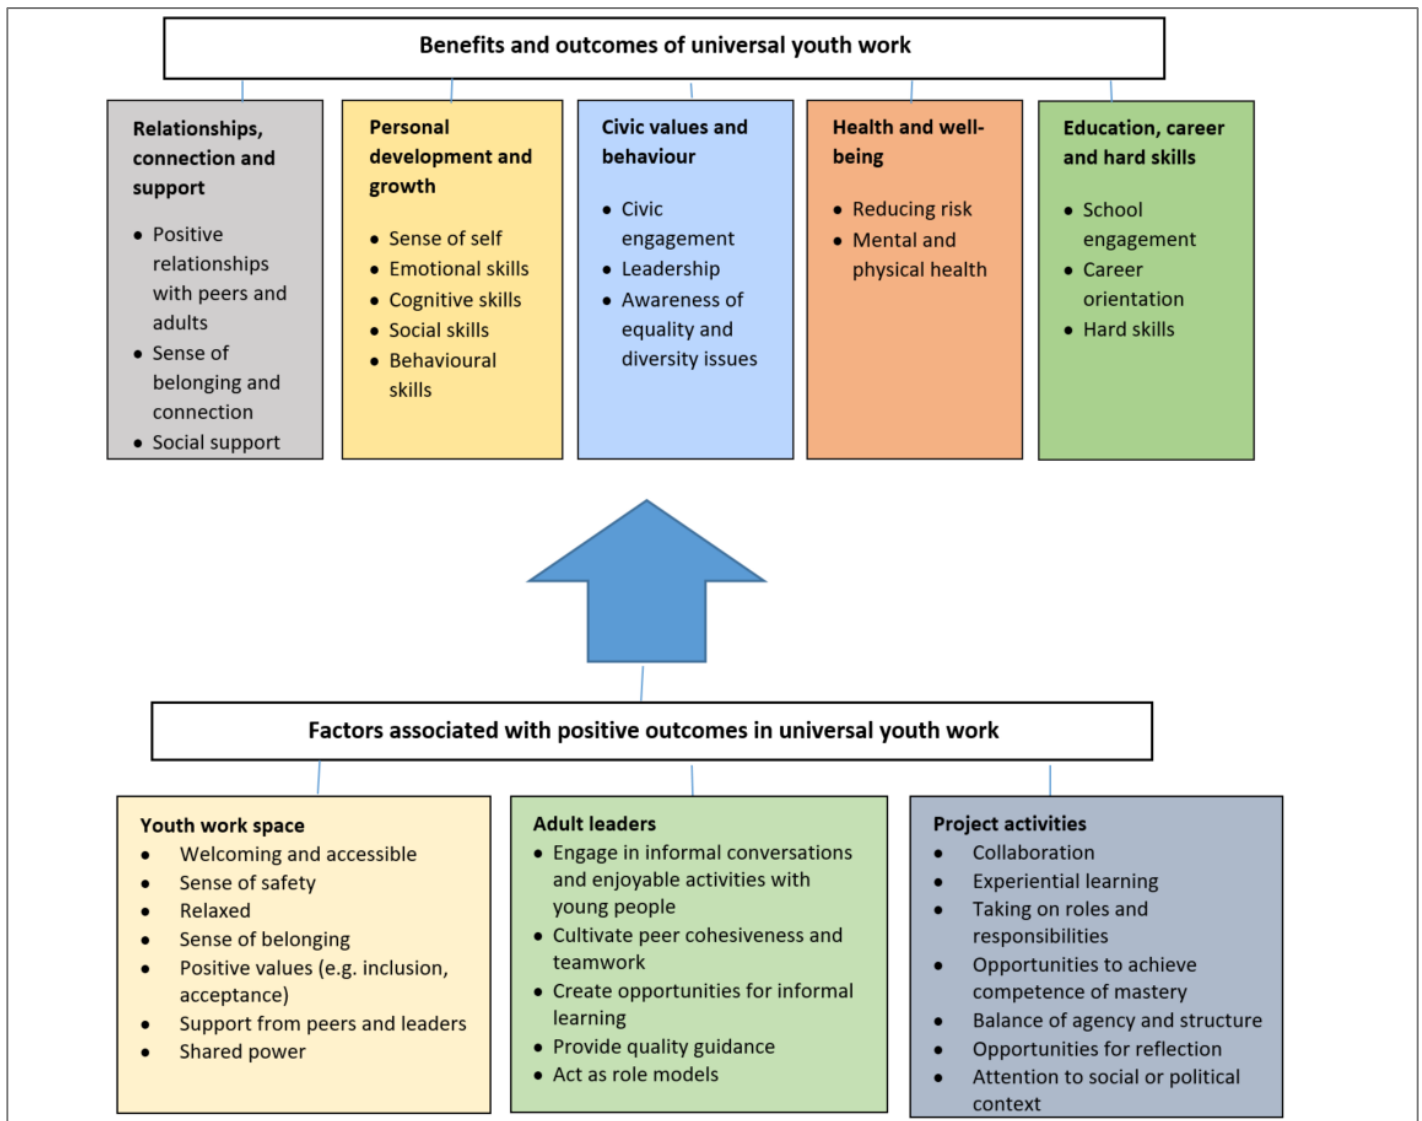 Benefits and outcomes of universal youth work
Relationships,
connection and
support
• Positive
relationships
with peers and
adults
• Sense of
belonging and
connection
• Social support
Personal
development and
growth
• Sense of self
• Emotional skills
• Cognitive skills
• Social skills
• Behavioural
skills
Civic values and
behaviour
• Civic
engagement
• Leadership
• Awareness of
equality and
diversity issues
Health and well-
being
• Reducing risk
• Mental and
physical health
Education, career
and hard skills
• School
engagement
• Career
orientation
• Hard skills
Factors associated with positive outcomes in universal youth work
Youth work space
• Welcoming and accessible
• Sense of safety
• Relaxed
• Sense of belonging
• Positive values (e.g. inclusion,
acceptance)
• Support from peers and leaders
• Shared power
Adult leaders
• Engage in informal conversations
and enjoyable activities with
young people
• Cultivate peer cohesiveness and
teamwork
• Create opportunities for informal
learning
• Provide quality guidance
• Act as role models
Project activities
• Collaboration
• Experiential learning
• Taking on roles and
responsibilities
• Opportunities to achieve
competence of mastery
• Balance of agency and structure
• Opportunities for reflection
• Attention to social or political
context